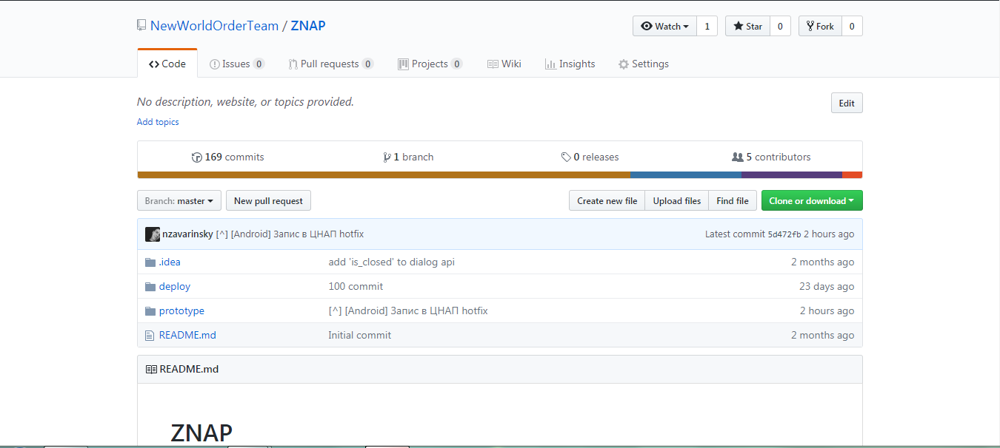 NewWorldOrderTeam / ZNAP
Watch 1 Star 0 Fork 0
Code Issues 0 Pull requests 0 Projects 0 Wiki Insights Settings
No description, website, or topics provided.
Edit
Add topics
169 commits 1 branch 0 releases 5 contributors
Branch: master New pull request Create new file Upload files Find file Clone or download
nzavarinsky [^] [Android] Запис в ЦНАП hotfix Latest commit 5d472fb 2 hours ago
.idea add 'is_closed' to dialog api 2 months ago
deploy 100 commit 23 days ago
prototype [^] [Android] Запис в ЦНАП hotfix 2 hours ago
README.md Initial commit 2 months ago
README.md
ZNAP